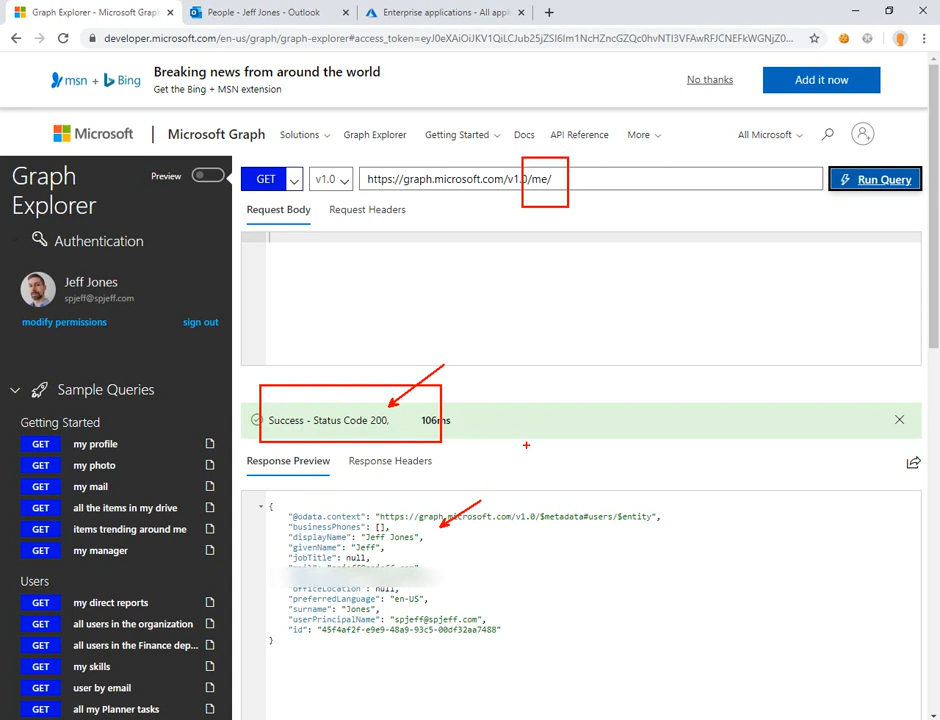 Graph Explorer - Microsoft Grap
People - Jeff Jones - Outlook
Enterprise applications - All app
developer.microsoft.com/en-us/graph/graph-explorer#access_token=
msn + Bing
Breaking news from around the world
Get the Bing + MSN extension
No thanks
Add it now
Microsoft
Microsoft Graph
Solutions
Graph Explorer
Getting Started
Docs
API Reference
More
All Microsoft
Graph
Explorer
Preview
GET
v1.0
https://graph.microsoft.com/v1.0/me/
Run Query
Request Body
Request Headers
Authentication
Jeff Jones
spjeff@spjeff.com
modify permissions
sign out
Success - Status Code 200,
106ms
Response Preview
Response Headers
Sample Queries
Getting Started
GET my profile
GET my photo
GET my mail
GET all the items in my drive
GET items trending around me
GET my manager
Users
GET my direct reports
GET all users in the organization
GET all users in the Finance dep...
GET my skills
GET user by email
GET all my Planner tasks
{
"@odata.context": "https://graph.microsoft.com/v1.0/$metadata#users/$entity",
"businessPhones": [],
"displayName": "Jeff Jones",
"givenName": "Jeff",
"jobTitle": null,
"officeLocation": null,
"preferredLanguage": "en-US",
"surname": "Jones",
"userPrincipalName": "spjeff@spjeff.com",
"id": "45f4af2f-e9e9-48a9-93c5-00df32aa7488"
}